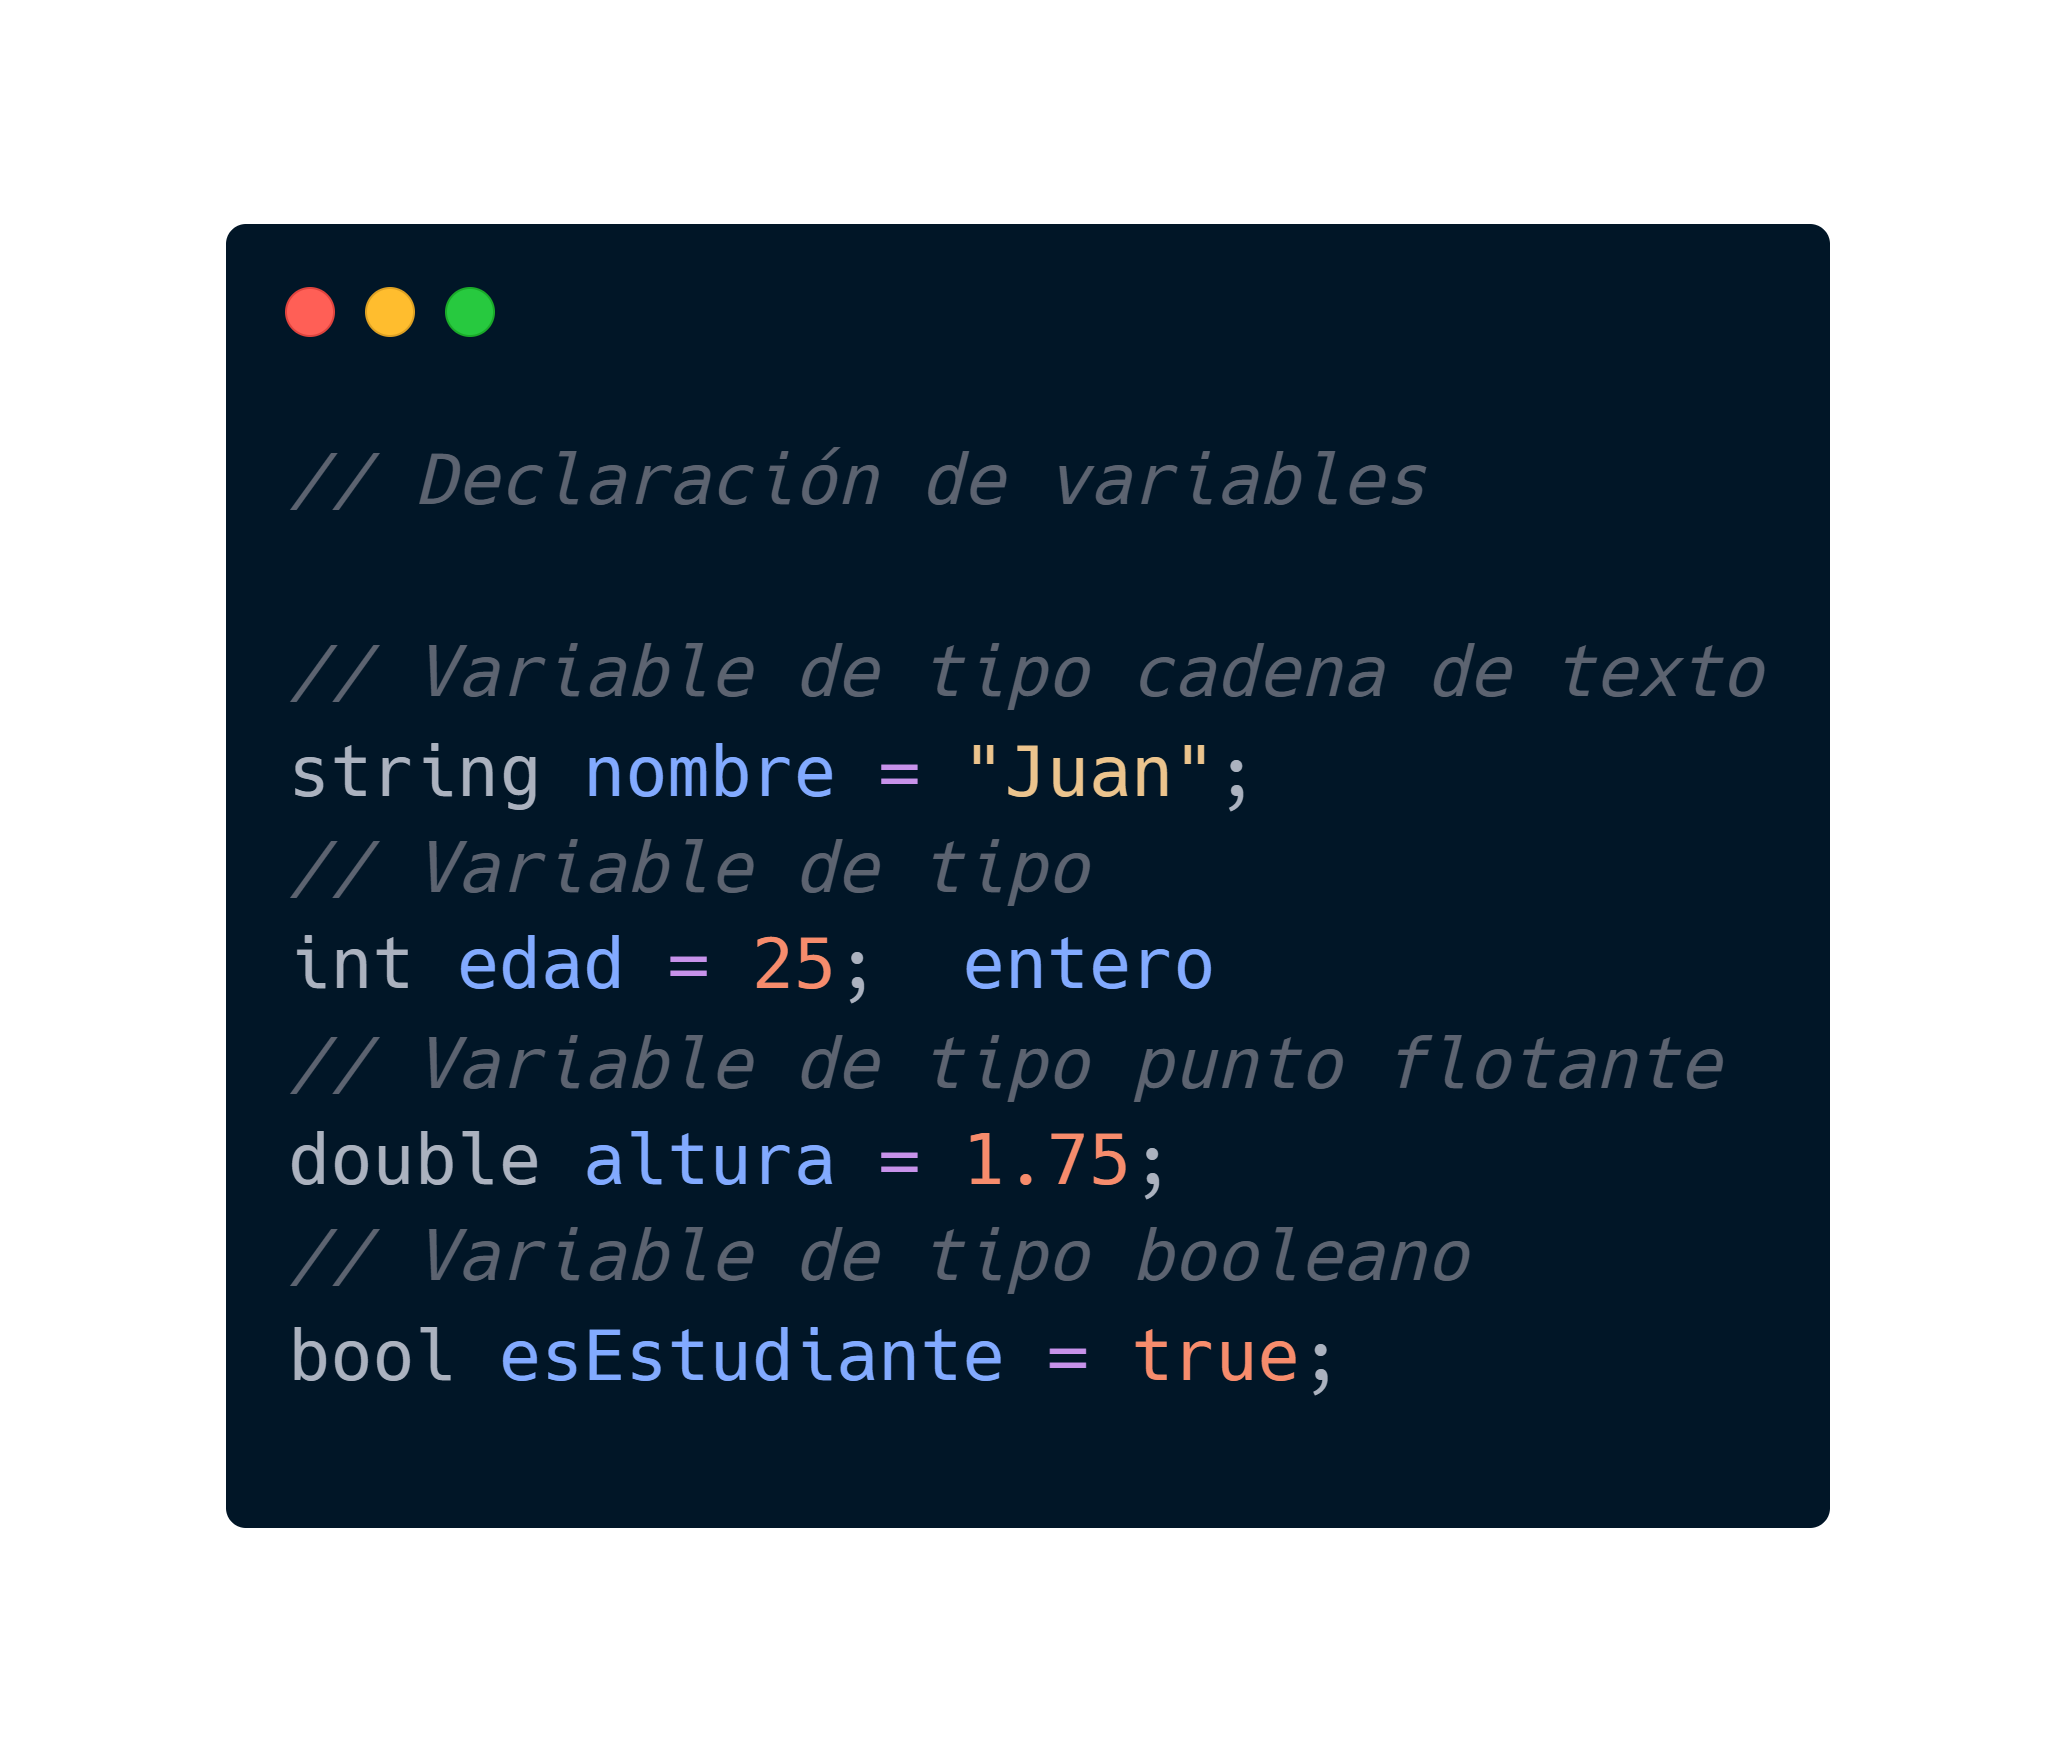 // Declaración de variables
// Variable de tipo cadena de texto
string nombre = "Juan";
// Variable de tipo
int edad = 25;  entero
// Variable de tipo punto flotante
double altura = 1.75;
// Variable de tipo booleano
bool esEstudiante = true;